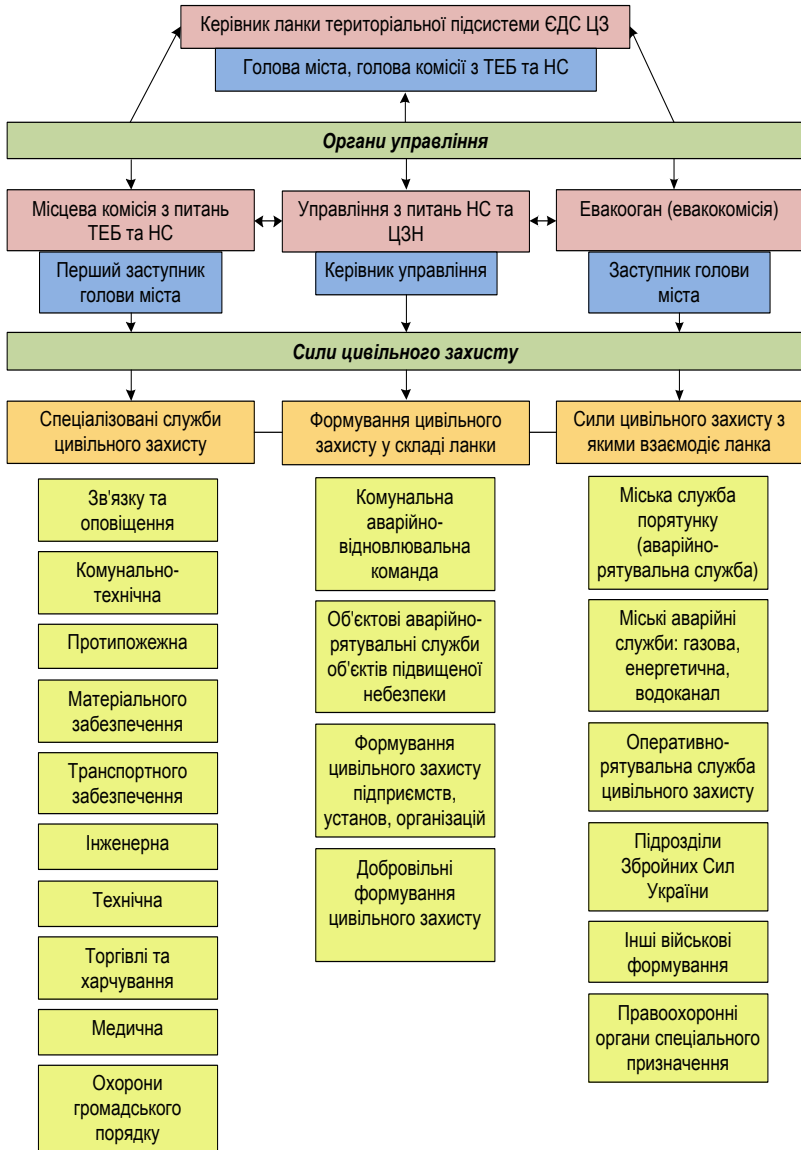 Керівник ланки територіальної підсистеми ЄДС ЦЗ
Голова міста, голова комісії з ТЕБ та НС
Органи управління
Місцева комісія з питань
ТЕБ та НС
Перший заступник
голови міста
Управління з питань НС та
ЦЗН
Керівник управління
Евакооган (евакокомісія)
Заступник голови
міста
Сили цивільного захисту
Спеціалізовані служби
цивільного захисту
Зв'язку та
оповіщення
Комунально-
технічна
Протипожежна
Матеріального
забезпечення
Транспортного
забезпечення
Інженерна
Технічна
Торгівлі та
харчування
Медична
Охорони
громадського
порядку
Формування цивільного
захисту у складі ланки
Комунальна
аварійно-
відновлювальна
команда
Об'єктові аварійно-
рятувальні служби
об'єктів підвищеної
небезпеки
Формування
цивільного захисту
підприємств,
установ, організацій
Добровільні
формування
цивільного захисту
Сили цивільного захисту з
якими взаємодіє ланка
Міська служба
порятунку
(аварійно-
рятувальна служба)
Міські аварійні
служби: газова,
енергетична,
водоканал
Оперативно-
рятувальна служба
цивільного захисту
Підрозділи
Збройних Сил
України
Інші військові
формування
Правоохоронні
органи спеціального
призначення